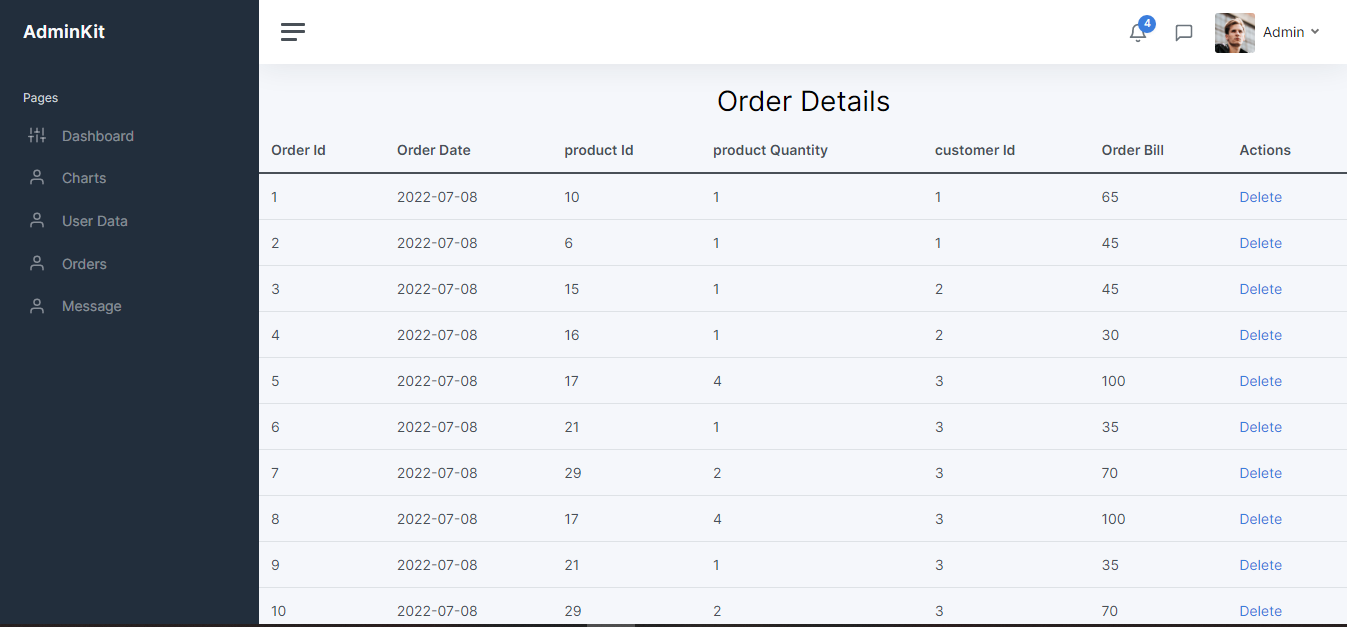 AdminKit
4
Admin
Pages
Dashboard
Charts
User Data
Orders
Message
Order Details
Order Id Order Date product Id product Quantity customer Id Order Bill Actions
1 2022-07-08 10 1 1 65 Delete
2 2022-07-08 6 1 1 45 Delete
3 2022-07-08 15 1 2 45 Delete
4 2022-07-08 16 1 2 30 Delete
5 2022-07-08 17 4 3 100 Delete
6 2022-07-08 21 1 3 35 Delete
7 2022-07-08 29 2 3 70 Delete
8 2022-07-08 17 4 3 100 Delete
9 2022-07-08 21 1 3 35 Delete
10 2022-07-08 29 2 3 70 Delete